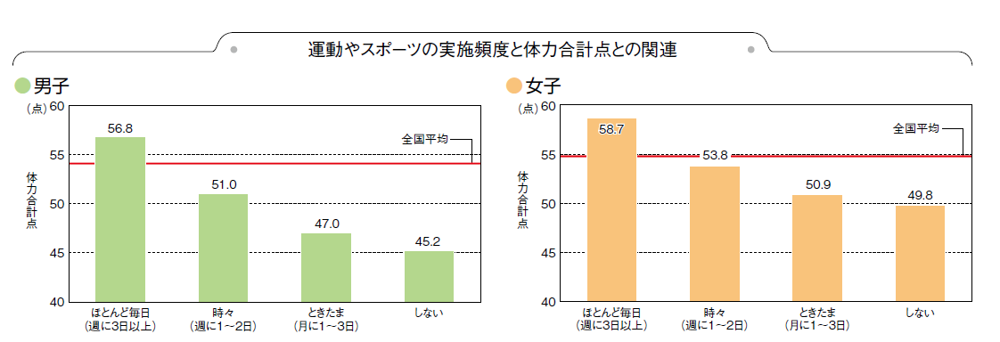 運動やスポーツの実施頻度と体力合計点との関連
男子
(点)
60
55
50
45
40
体力合計点
全国平均
56.8
51.0
47.0
45.2
ほとんど毎日
(週に3日以上)
時々
(週に1～2日)
ときたま
(月に1～3日)
しない
女子
(点)
60
55
50
45
40
体力合計点
全国平均
58.7
53.8
50.9
49.8
ほとんど毎日
(週に3日以上)
時々
(週に1～2日)
ときたま
(月に1～3日)
しない